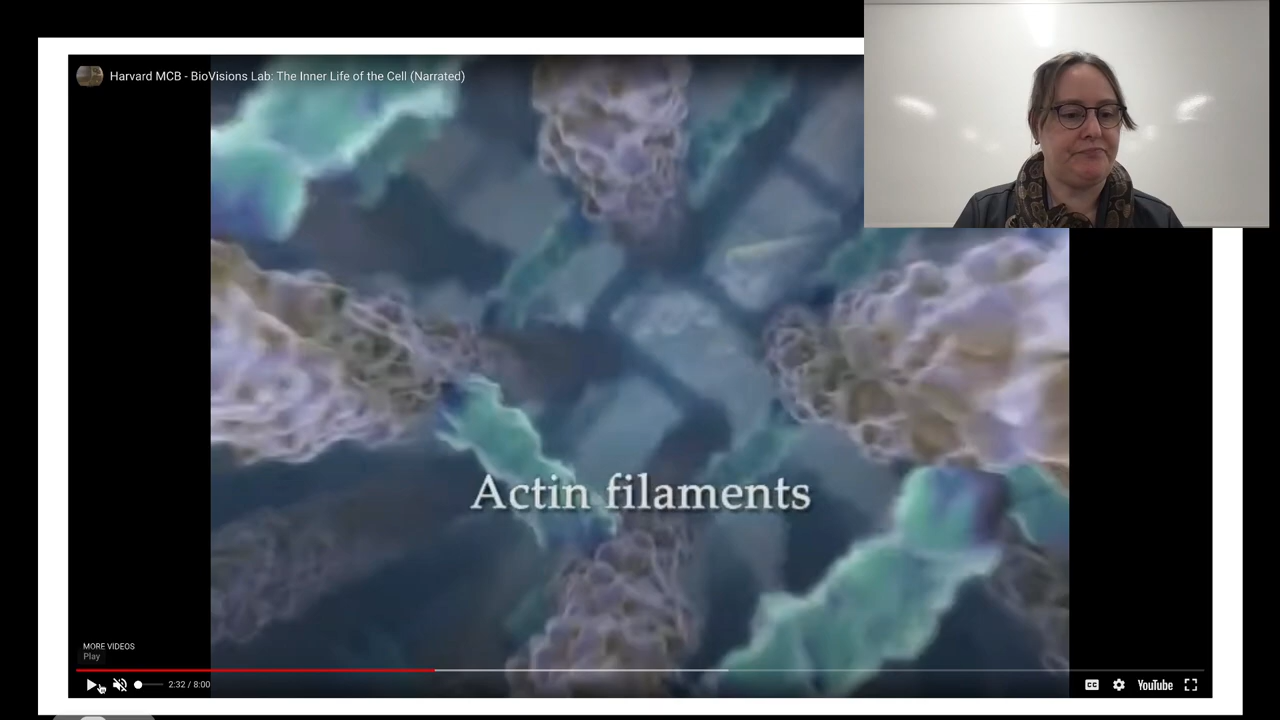 Harvard MCB - BioVisions Lab: The Inner Life of the Cell (Narrated)
Actin filaments
MORE VIDEOS
Play
2:32 / 8:00
CC
YouTube